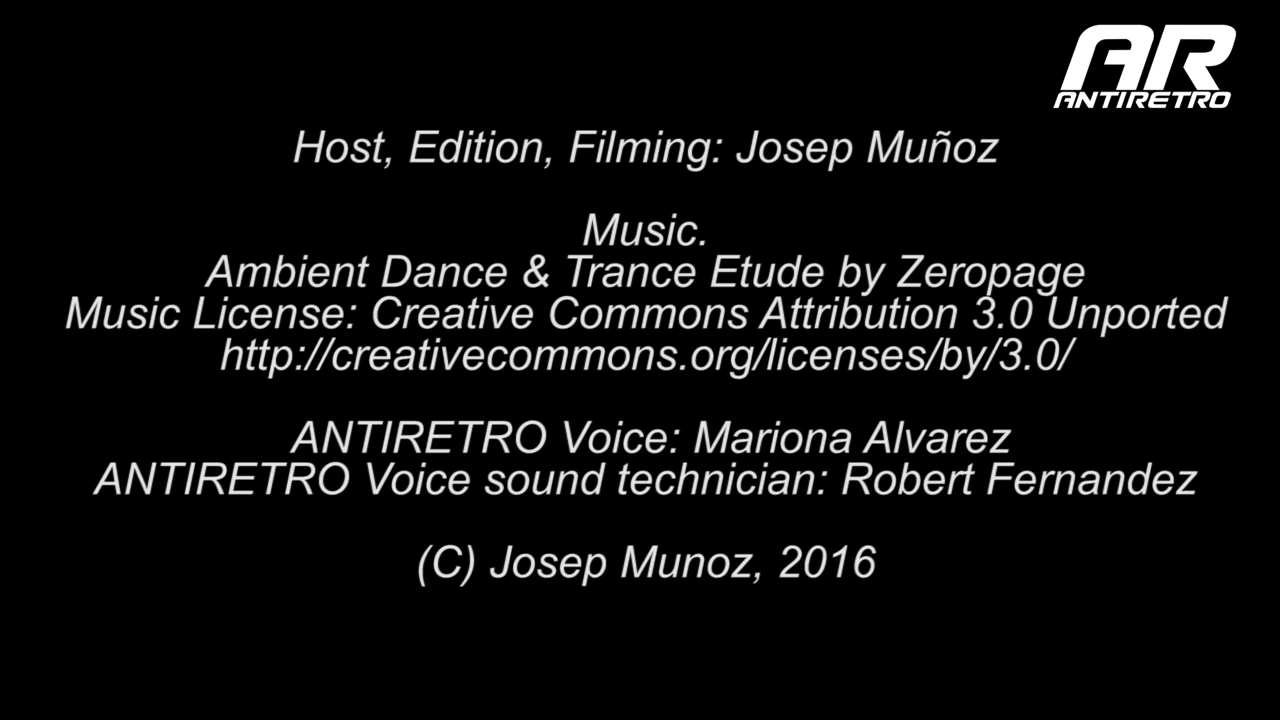 AR
ANTIRETRO
Host, Edition, Filming: Josep Muñoz
Music.
Ambient Dance & Trance Etude by Zeropage
Music License: Creative Commons Attribution 3.0 Unported
http://creativecommons.org/licenses/by/3.0/
ANTIRETRO Voice: Mariona Alvarez
ANTIRETRO Voice sound technician: Robert Fernandez
(C) Josep Munoz, 2016